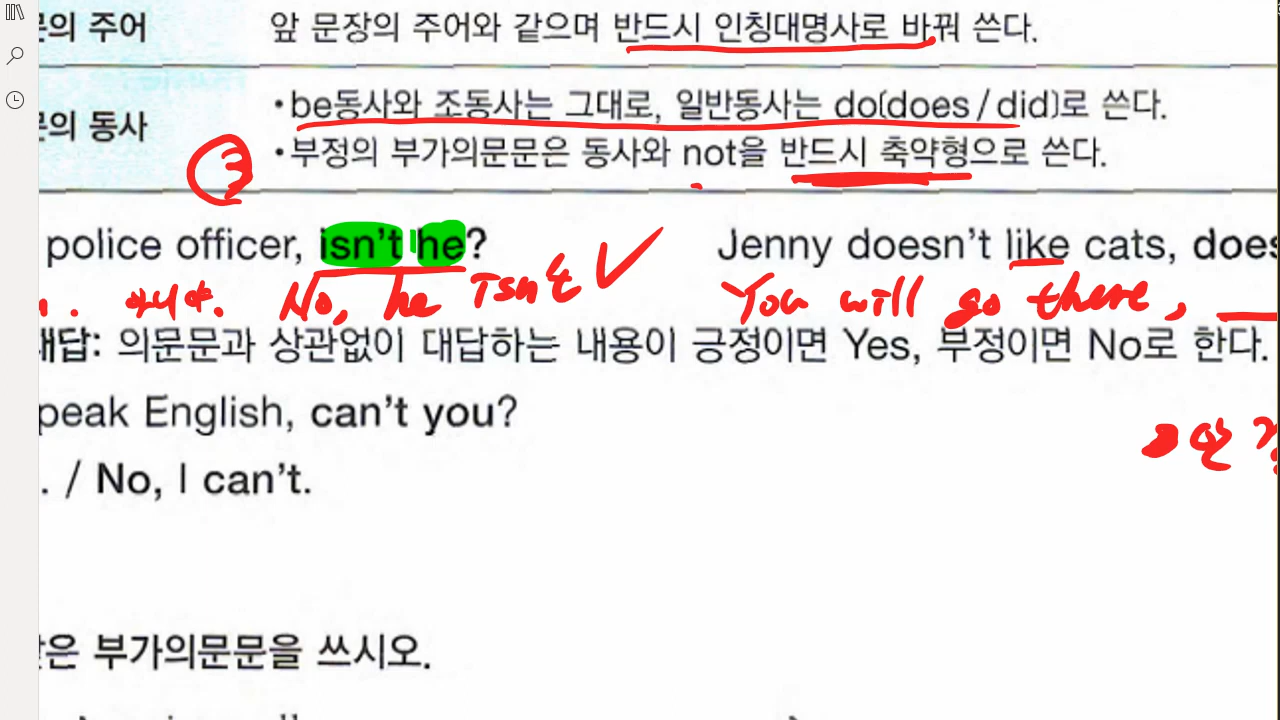 문의 주어 앞 문장의 주어와 같으며 반드시 인칭대명사로 바꿔 쓴다.
•be동사와 조동사는 그대로, 일반동사는 do(does/did)로 쓴다.
문의 동사
•부정의 부가의문문은 동사와 not을 반드시 축약형으로 쓴다.
③
police officer, isn't he? Jenny doesn't like cats, does
No, he isn't You will go there,
대답: 의문문과 상관없이 대답하는 내용이 긍정이면 Yes, 부정이면 No로 한다.
peak English, can't you?
. / No, I can't.
은 부가의문문을 쓰시오.